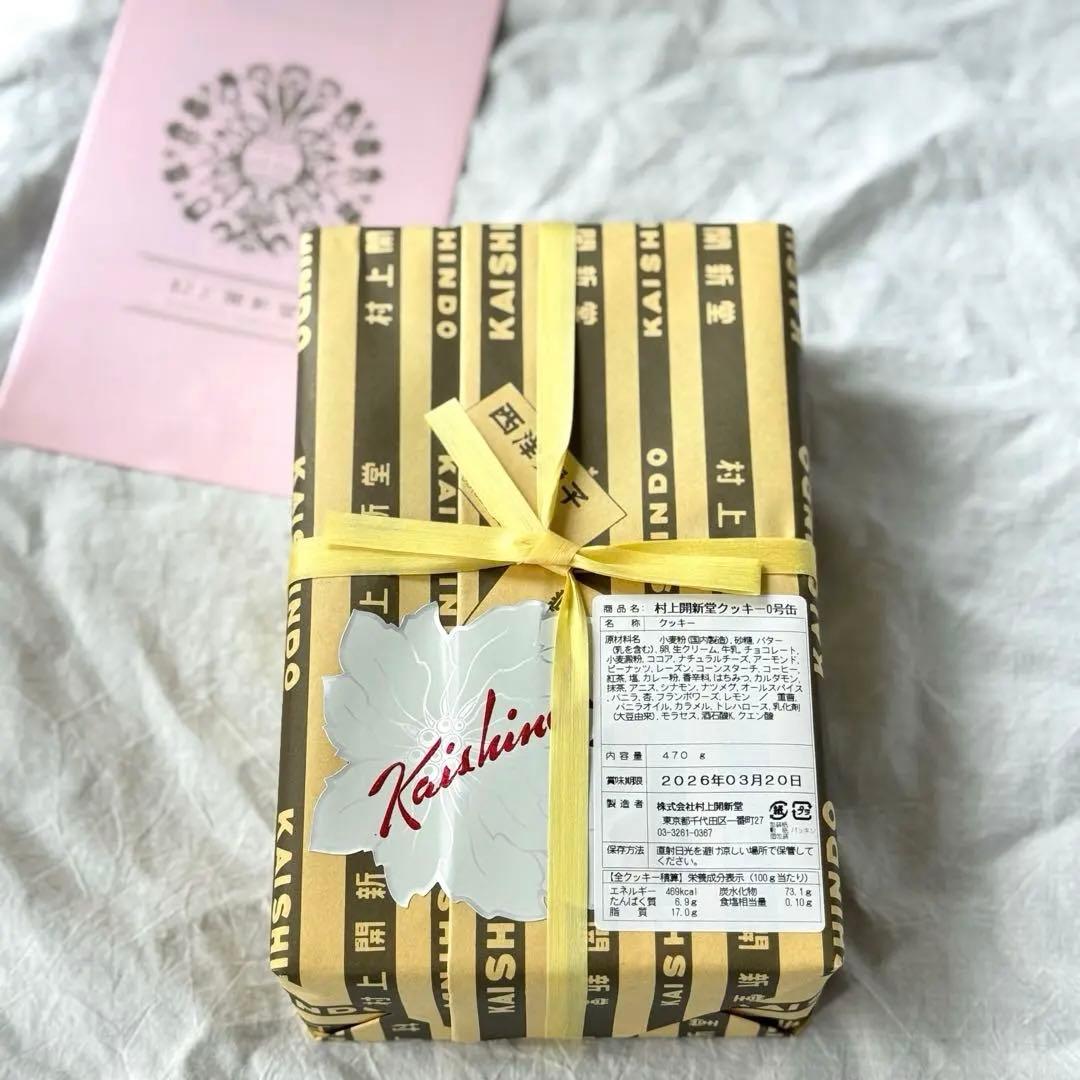 村上開
HINDO
KAISHI
KAISHI
開新堂
西洋
子
村上
INDO
Kaishin
商品名: 村上開新堂クッキー0号缶
名 称 クッキー
原材料名 小麦粉(国内製造),砂糖,バター
(乳を含む),卵,生クリーム,牛乳,チョコレート,
小麦澱粉,ココア,ナチュラルチーズ,アーモンド,
ピーナッツ,レーズン,コーンスターチ,コーヒー,
紅茶,塩,カレー粉,香辛料,はちみつ,カルダモン,
抹茶,アニス,シナモン,ナツメグ,オールスパイス
,バニラ,杏,フランボワーズ,レモン / 重曹,
バニラオイル,カラメル,トレハロース,乳化剤
(大豆由来),モラセス,酒石酸K,クエン酸
内容量 470 g
賞味期限 2026年03月20日
製造者 株式会社村上開新堂
東京都千代田区一番町27
03-3261-0367
保存方法 直射日光を避け涼しい場所で保管して
ください。
【全クッキー積算】栄養成分表示(100g当たり)
エネルギー 469kcal 炭水化物 73.1g
たんぱく質 6.9g 食塩相当量 0.10g
脂 質 17.0g
KAISHI
村上開新
KAISH
KAISH
開新堂